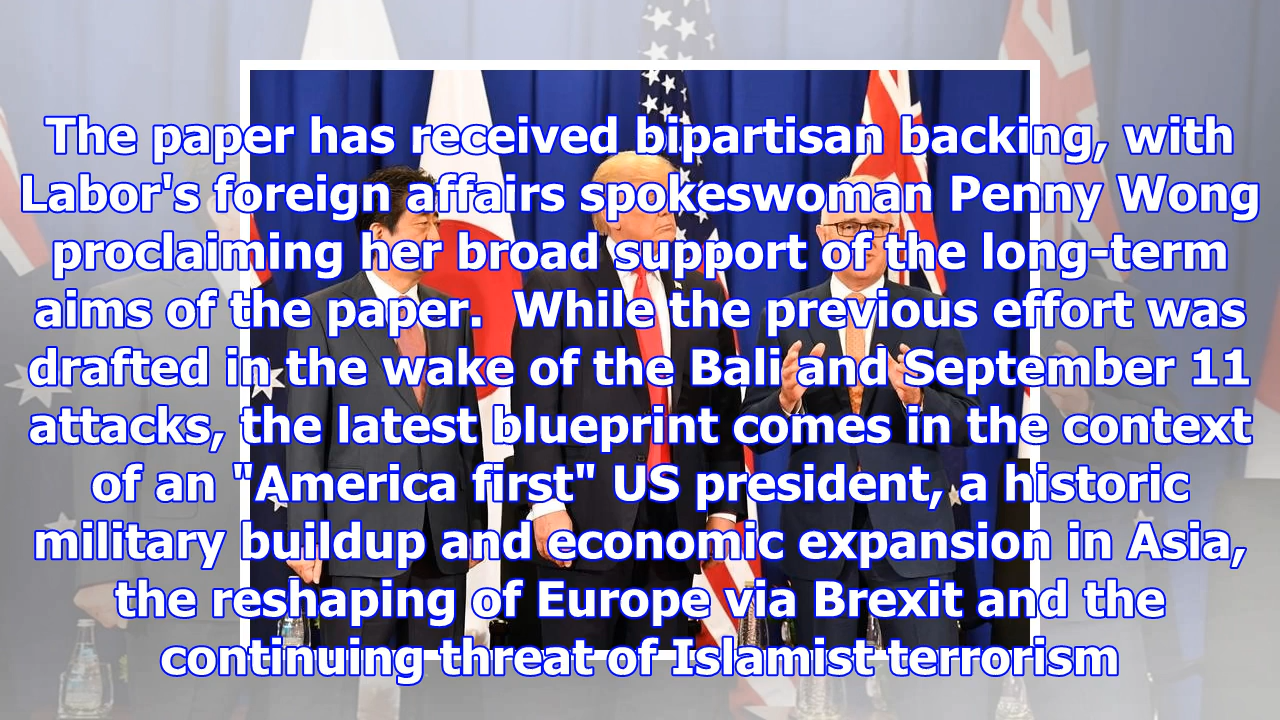 The paper has received bipartisan backing, with
Labor's foreign affairs spokeswoman Penny Wong
proclaiming her broad support of the long-term
aims of the paper.  While the previous effort was
drafted in the wake of the Bali and September 11
attacks, the latest blueprint comes in the context
of an "America first" US president, a historic
military buildup and economic expansion in Asia,
the reshaping of Europe via Brexit and the
continuing threat of Islamist terrorism